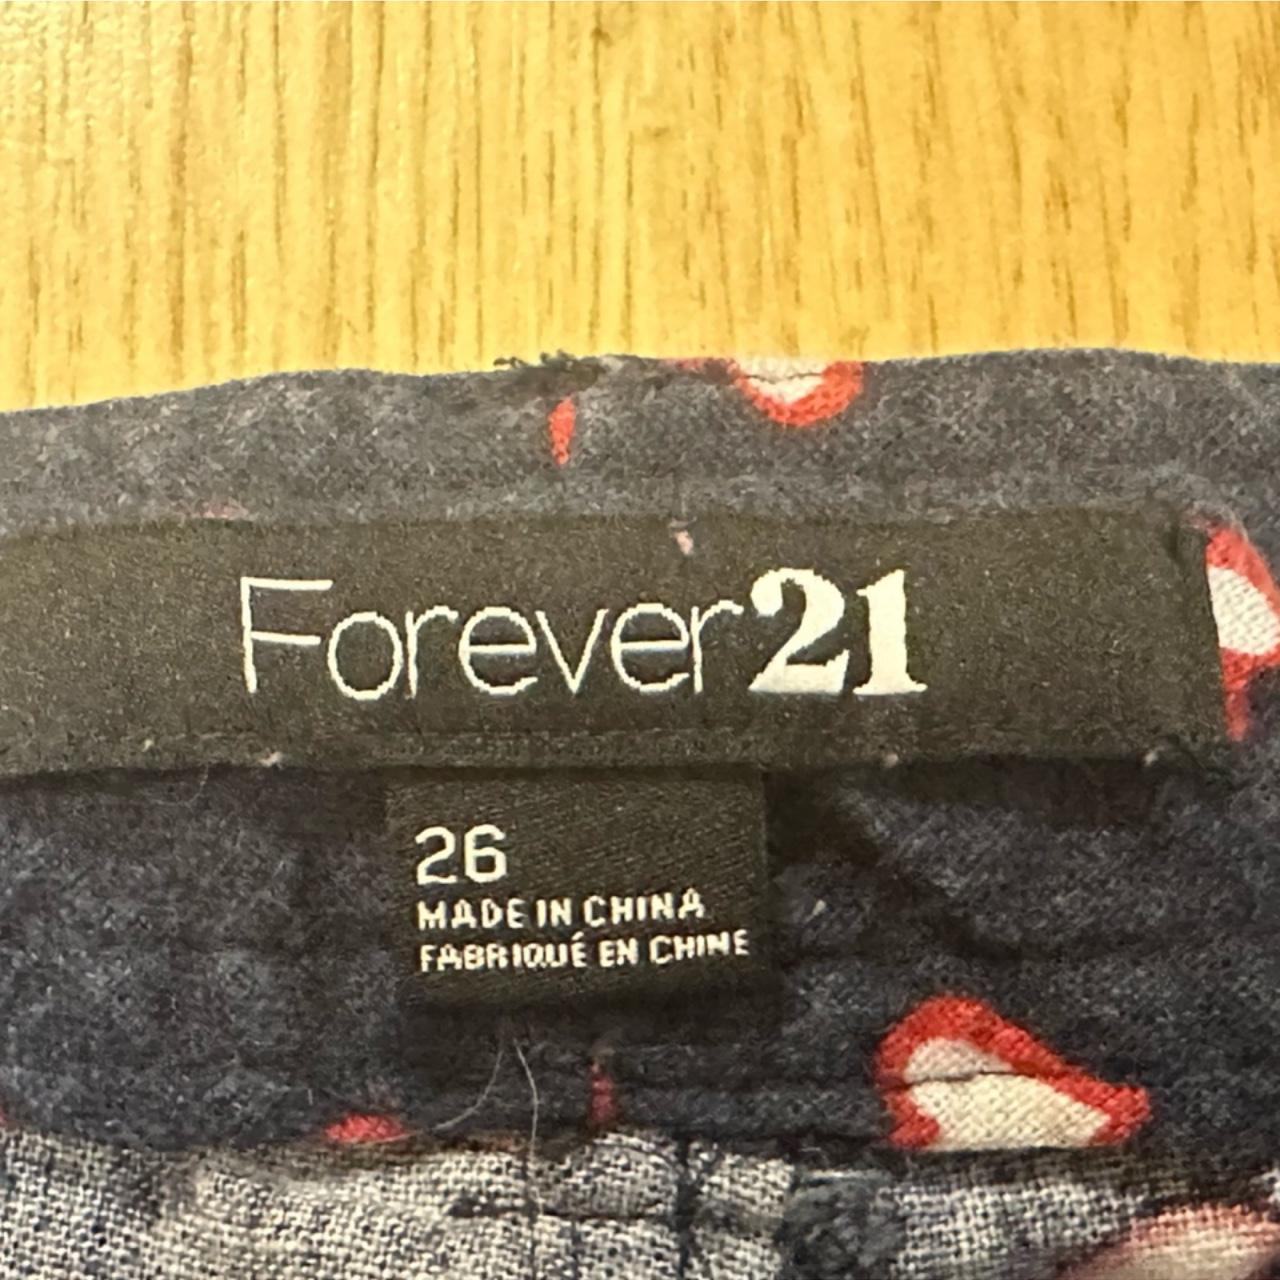 Forever21
26
MADE IN CHINA
FABRIQUÉ EN CHINE